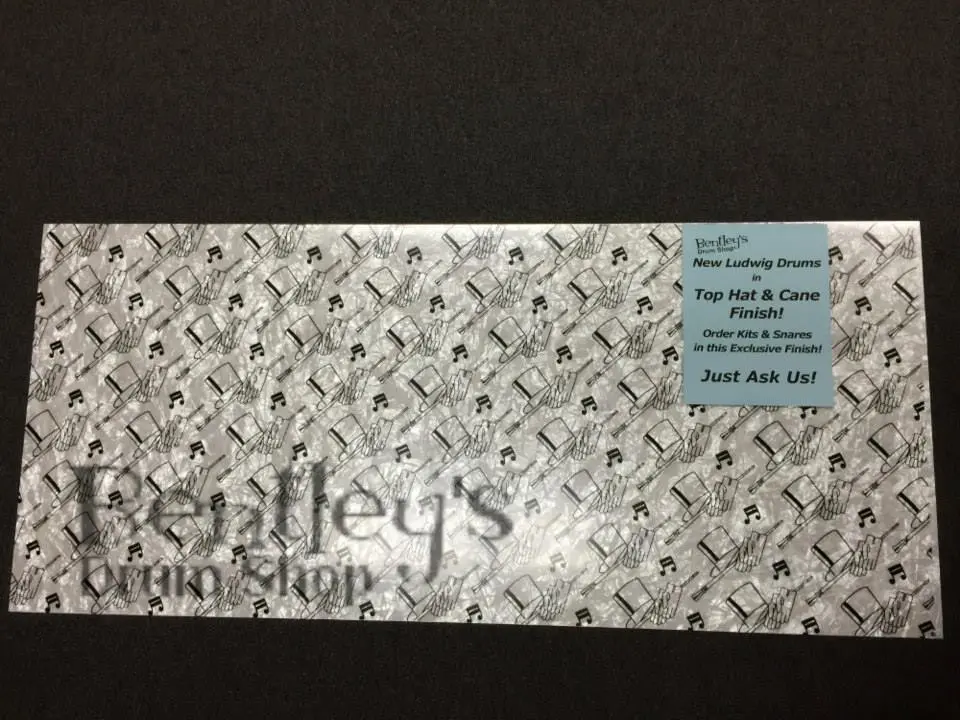 Bentley's
Drum Shop
New Ludwig Drums
in
Top Hat & Cane
Finish!
Order Kits & Snares
in this Exclusive Finish!
Just Ask Us!
Bentley's
Drum Shop